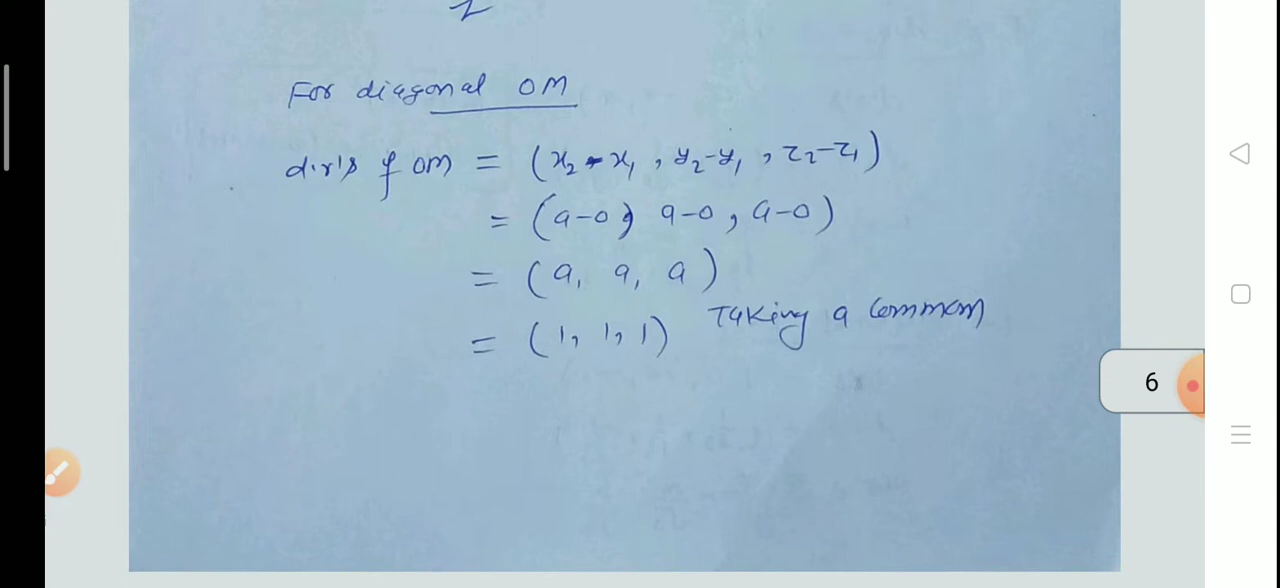 For diagonal OM
d.r's of OM = (x₂-x₁, y₂-y₁, z₂-z₁)
= (a-0, a-0, a-0)
= (a, a, a)
= (1, 1, 1) Taking a common
6